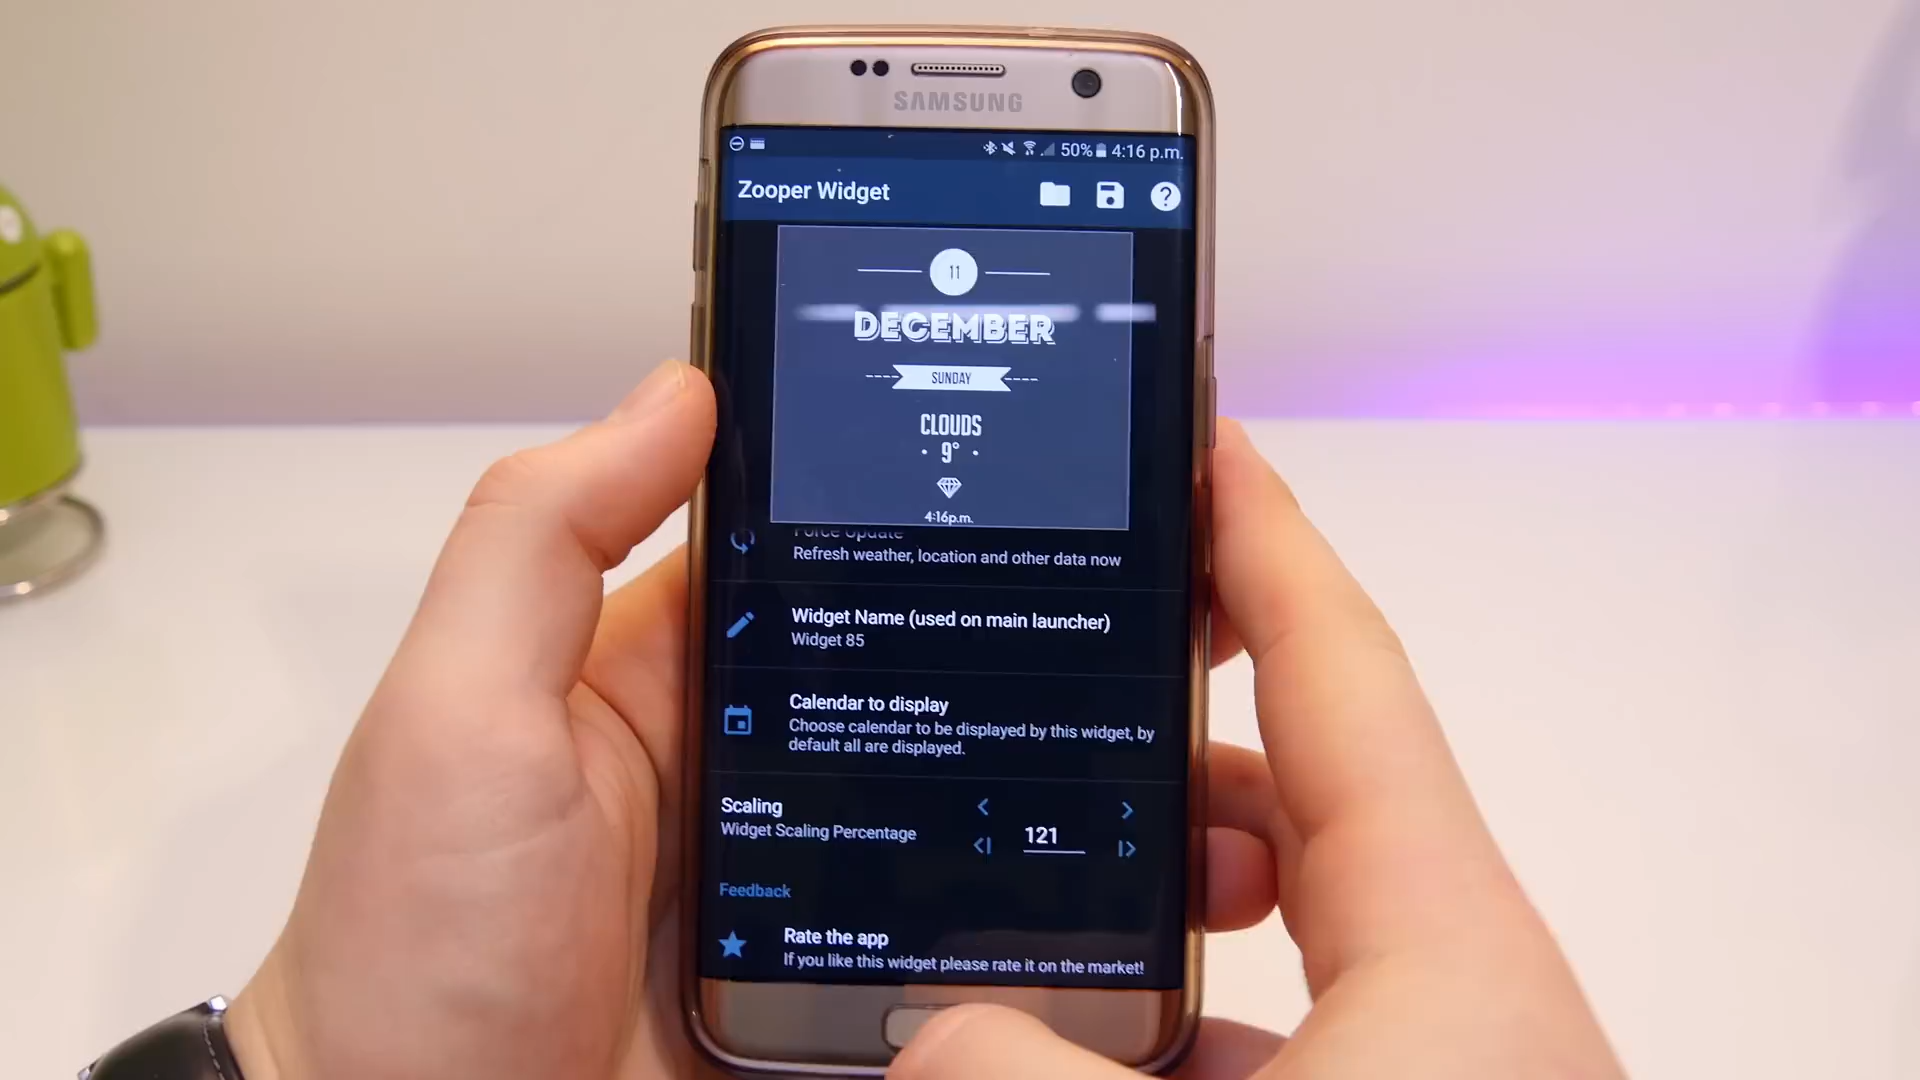 SAMSUNG
50% 4:16 p.m.
Zooper Widget
11
DECEMBER
SUNDAY
CLOUDS
9°
4:16p.m.
Force Update
Refresh weather, location and other data now
Widget Name (used on main launcher)
Widget 85
Calendar to display
Choose calendar to be displayed by this widget, by
default all are displayed.
Scaling
Widget Scaling Percentage
121
Feedback
Rate the app
If you like this widget please rate it on the market!